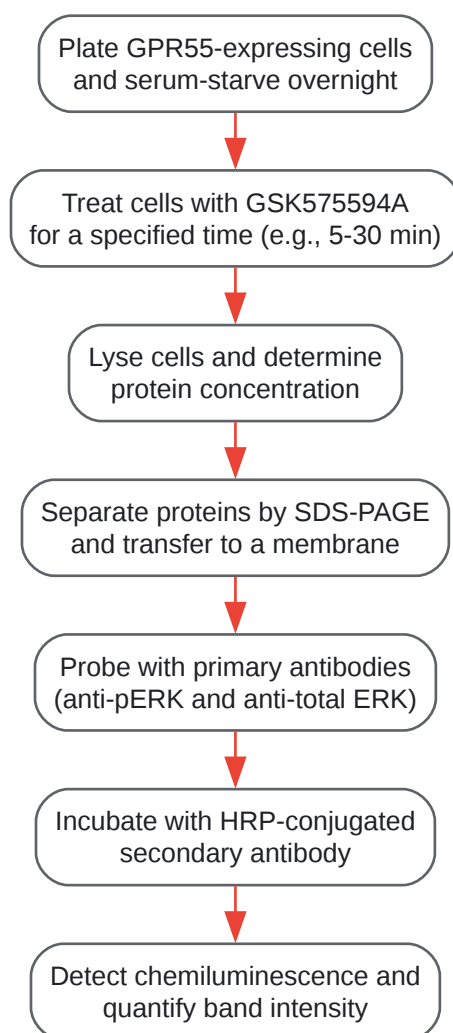 Plate GPR55-expressing cells
and serum-starve overnight
Treat cells with GSK575594A
for a specified time (e.g., 5-30 min)
Lyse cells and determine
protein concentration
Separate proteins by SDS-PAGE
and transfer to a membrane
Probe with primary antibodies
(anti-pERK and anti-total ERK)
Incubate with HRP-conjugated
secondary antibody
Detect chemiluminescence and
quantify band intensity